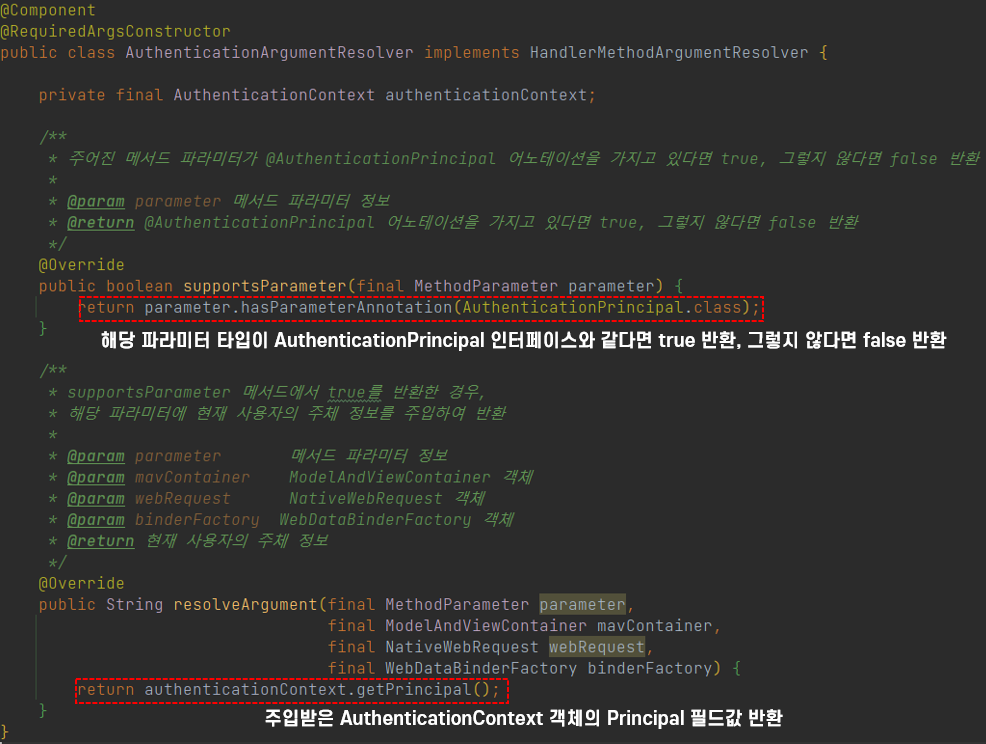 @Component
@RequiredArgsConstructor
public class AuthenticationArgumentResolver implements HandlerMethodArgumentResolver {
private final AuthenticationContext authenticationContext;
/**
* 주어진 메서드 파라미터가 @AuthenticationPrincipal 어노테이션을 가지고 있다면 true, 그렇지 않다면 false 반환
*
* @param parameter 메서드 파라미터 정보
* @return @AuthenticationPrincipal 어노테이션을 가지고 있다면 true, 그렇지 않다면 false 반환
*/
@Override
public boolean supportsParameter(final MethodParameter parameter) {
return parameter.hasParameterAnnotation(AuthenticationPrincipal.class);
}
해당 파라미터 타입이 AuthenticationPrincipal 인터페이스와 같다면 true 반환, 그렇지 않다면 false 반환
/**
* supportsParameter 메서드에서 true를 반환한 경우,
* 해당 파라미터에 현재 사용자의 주체 정보를 주입하여 반환
*
* @param parameter 메서드 파라미터 정보
* @param mavContainer ModelAndViewContainer 객체
* @param webRequest NativeWebRequest 객체
* @param binderFactory WebDataBinderFactory 객체
* @return 현재 사용자의 주체 정보
*/
@Override
public String resolveArgument(final MethodParameter parameter,
final ModelAndViewContainer mavContainer,
final NativeWebRequest webRequest,
final WebDataBinderFactory binderFactory) {
return authenticationContext.getPrincipal();
}
주입받은 AuthenticationContext 객체의 Principal 필드값 반환
}